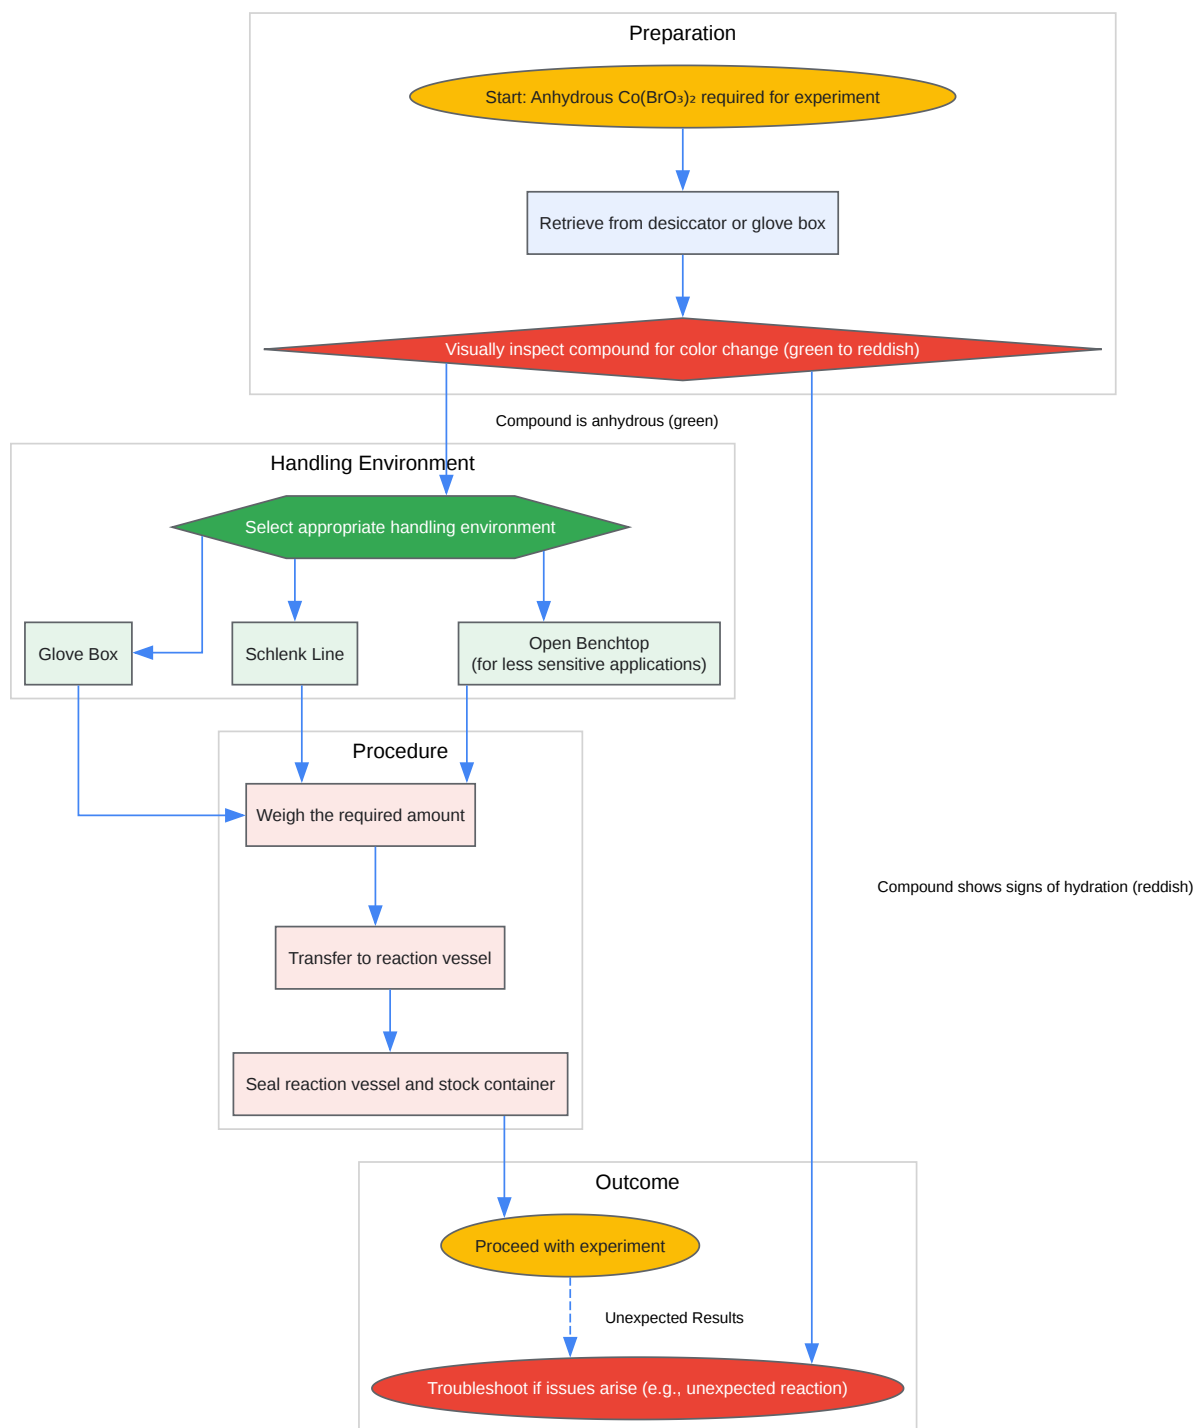 Preparation
Start: Anhydrous Co(BrO₃)₂ required for experiment
Retrieve from desiccator or glove box
Visually inspect compound for color change (green to reddish)
Compound is anhydrous (green)
Handling Environment
Select appropriate handling environment
Glove Box
Schlenk Line
Open Benchtop
(for less sensitive applications)
Procedure
Weigh the required amount
Compound shows signs of hydration (reddish)
Transfer to reaction vessel
Seal reaction vessel and stock container
Outcome
Proceed with experiment
Unexpected Results
Troubleshoot if issues arise (e.g., unexpected reaction)